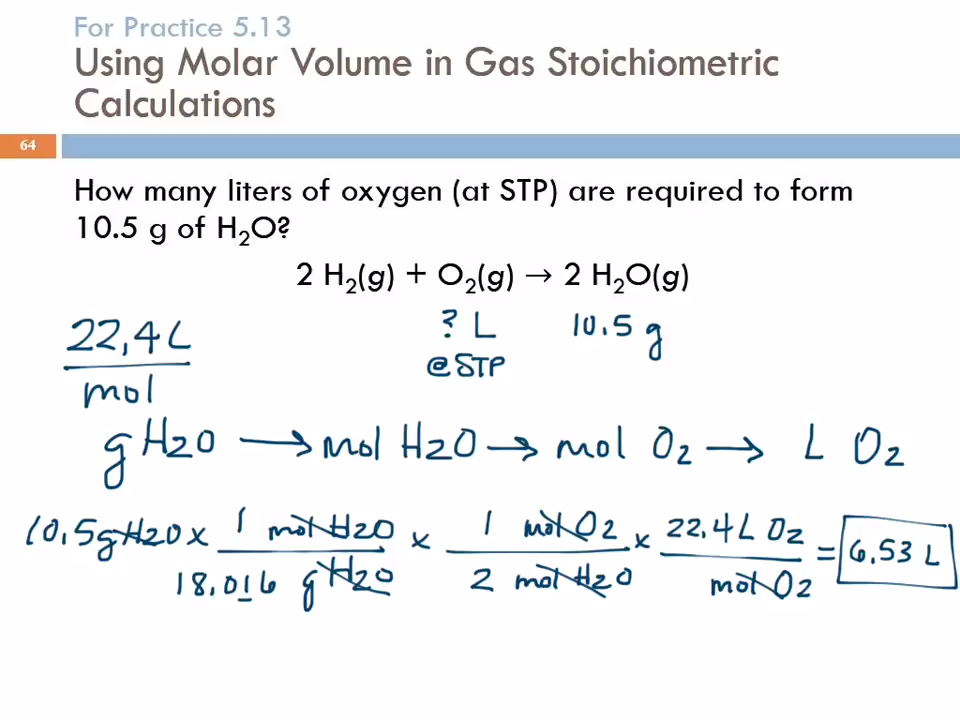 For Practice 5.13
Using Molar Volume in Gas Stoichiometric
Calculations
64
How many liters of oxygen (at STP) are required to form
10.5 g of H₂O?
2 H₂(g) + O₂(g) → 2 H₂O(g)
22,4 L
mol
? L
@ STP
10.5 g
g H2O → mol H2O → mol O₂ → L O₂
10.5 g H2O x 1 mol H2O / 18.016 g H2O x 1 mol O2 / 2 mol H2O x 22.4 L O2 / mol O2 = 6.53 L